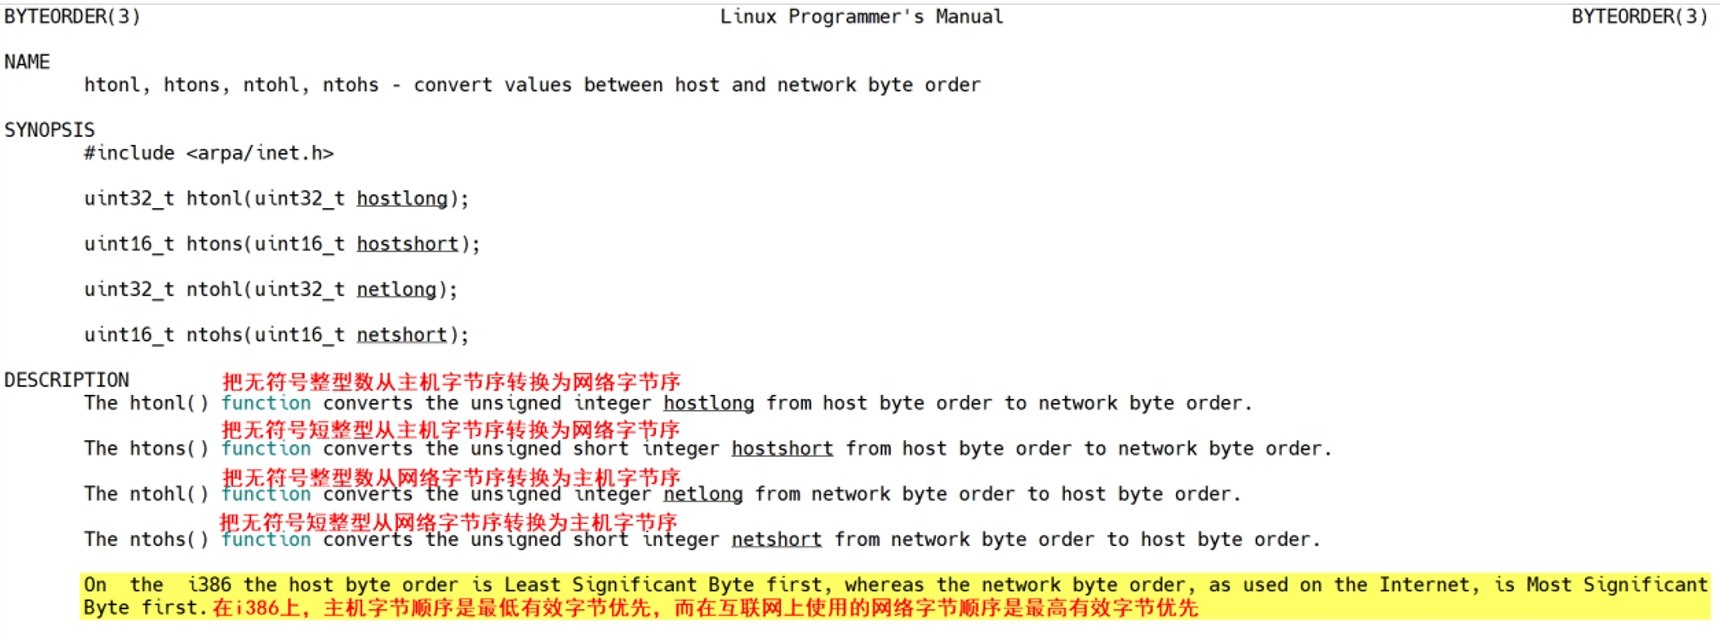 BYTEORDER(3) Linux Programmer's Manual BYTEORDER(3)
NAME
htonl, htons, ntohl, ntohs - convert values between host and network byte order
SYNOPSIS
#include <arpa/inet.h>
uint32_t htonl(uint32_t hostlong);
uint16_t htons(uint16_t hostshort);
uint32_t ntohl(uint32_t netlong);
uint16_t ntohs(uint16_t netshort);
DESCRIPTION 把无符号整型数从主机字节序转换为网络字节序
The htonl() function converts the unsigned integer hostlong from host byte order to network byte order.
把无符号短整型从主机字节序转换为网络字节序
The htons() function converts the unsigned short integer hostshort from host byte order to network byte order.
把无符号整型数从网络字节序转换为主机字节序
The ntohl() function converts the unsigned integer netlong from network byte order to host byte order.
把无符号短整型从网络字节序转换为主机字节序
The ntohs() function converts the unsigned short integer netshort from network byte order to host byte order.
On the i386 the host byte order is Least Significant Byte first, whereas the network byte order, as used on the Internet, is Most Significant
Byte first. 在i386上，主机字节顺序是最低有效字节优先，而在互联网上使用的网络字节顺序是最高有效字节优先